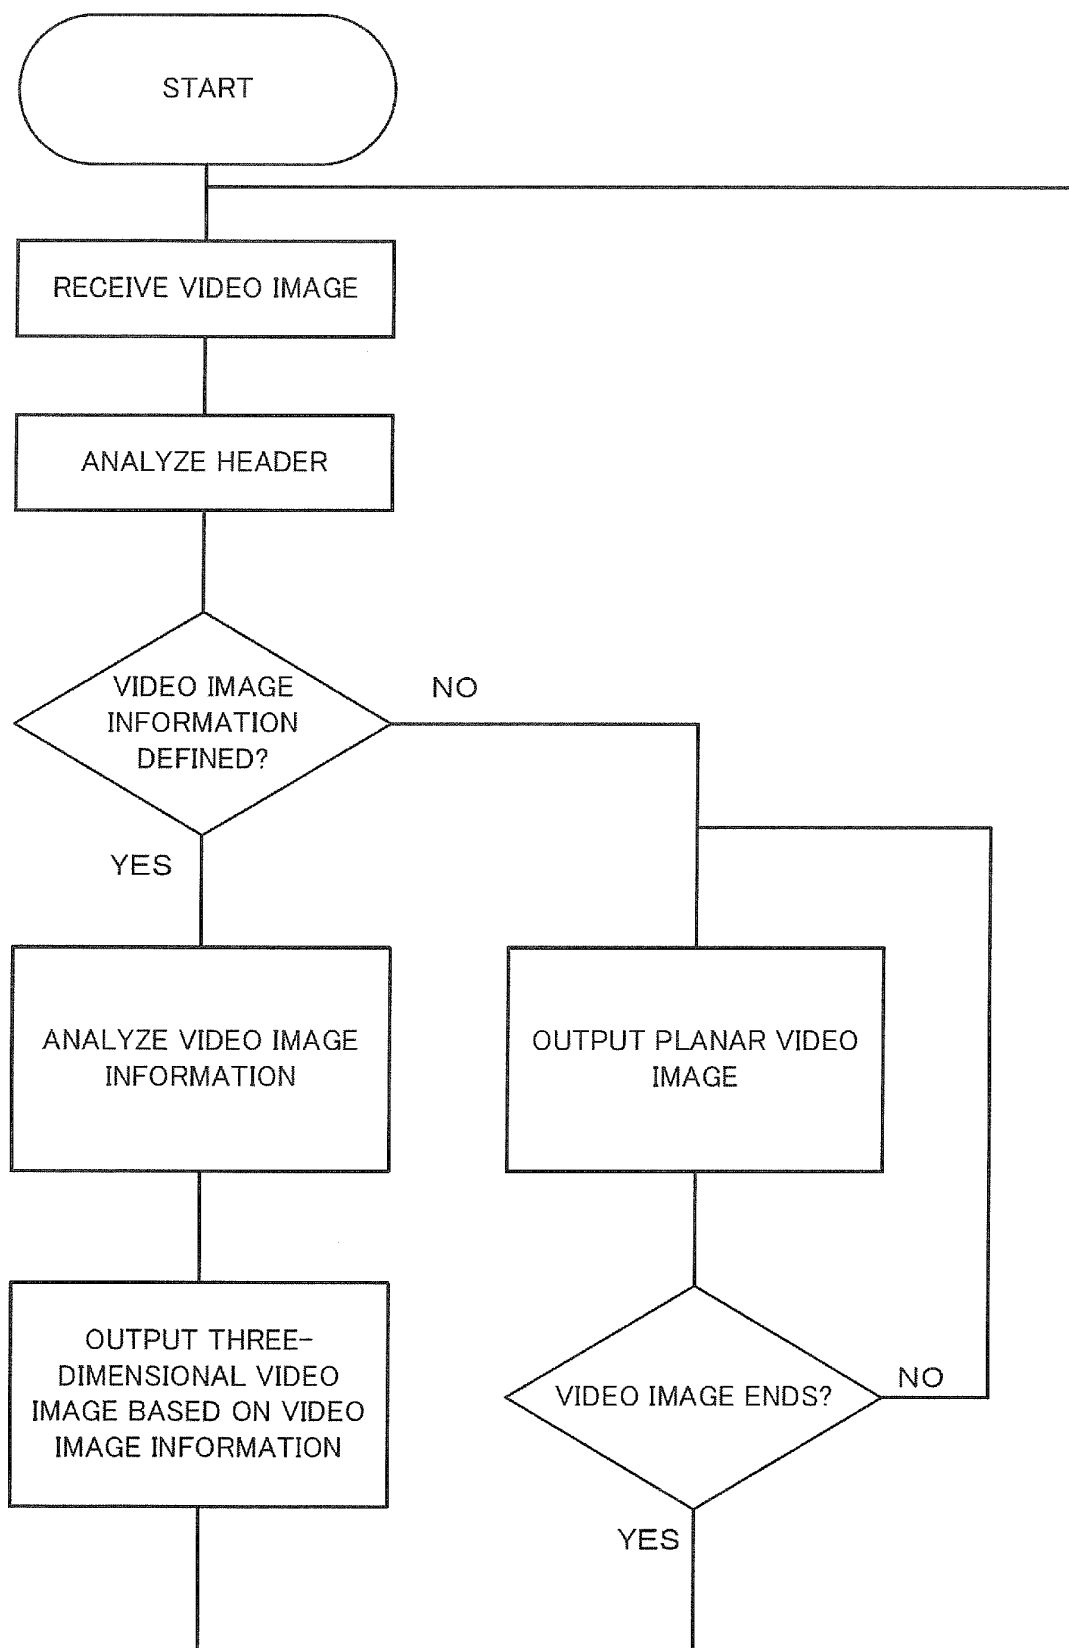 START
RECEIVE VIDEO IMAGE
ANALYZE HEADER
VIDEO IMAGE
INFORMATION
DEFINED?
NO
YES
ANALYZE VIDEO IMAGE
INFORMATION
OUTPUT PLANAR VIDEO
IMAGE
OUTPUT THREE-
DIMENSIONAL VIDEO
IMAGE BASED ON VIDEO
IMAGE INFORMATION
VIDEO IMAGE ENDS?
NO
YES